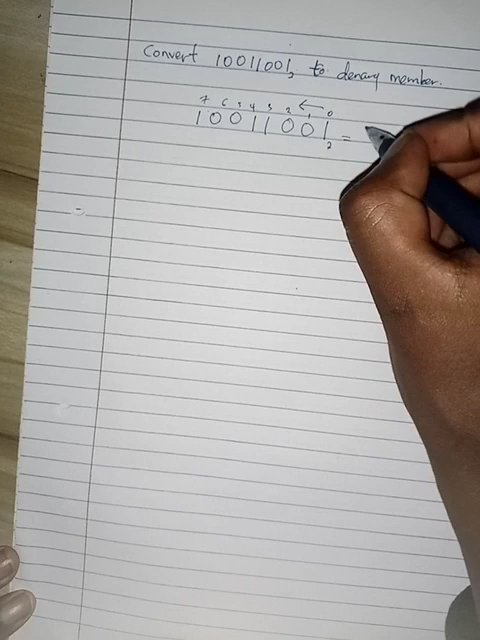 Convert 10011001₂ to denary member.
7 6 5 4 3 2 1 0
10011001₂ =